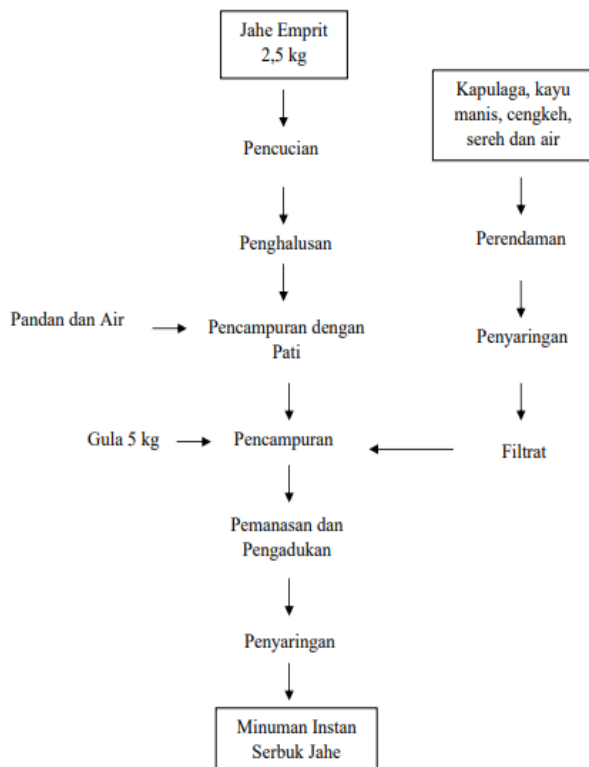 Jahe Emprit
2,5 kg
Kapulaga, kayu
manis, cengkeh,
sereh dan air
Pencucian
Penghalusan
Perendaman
Pandan dan Air
Pencampuran dengan
Pati
Penyaringan
Gula 5 kg
Pencampuran
Filtrat
Pemanasan dan
Pengadukan
Penyaringan
Minuman Instan
Serbuk Jahe